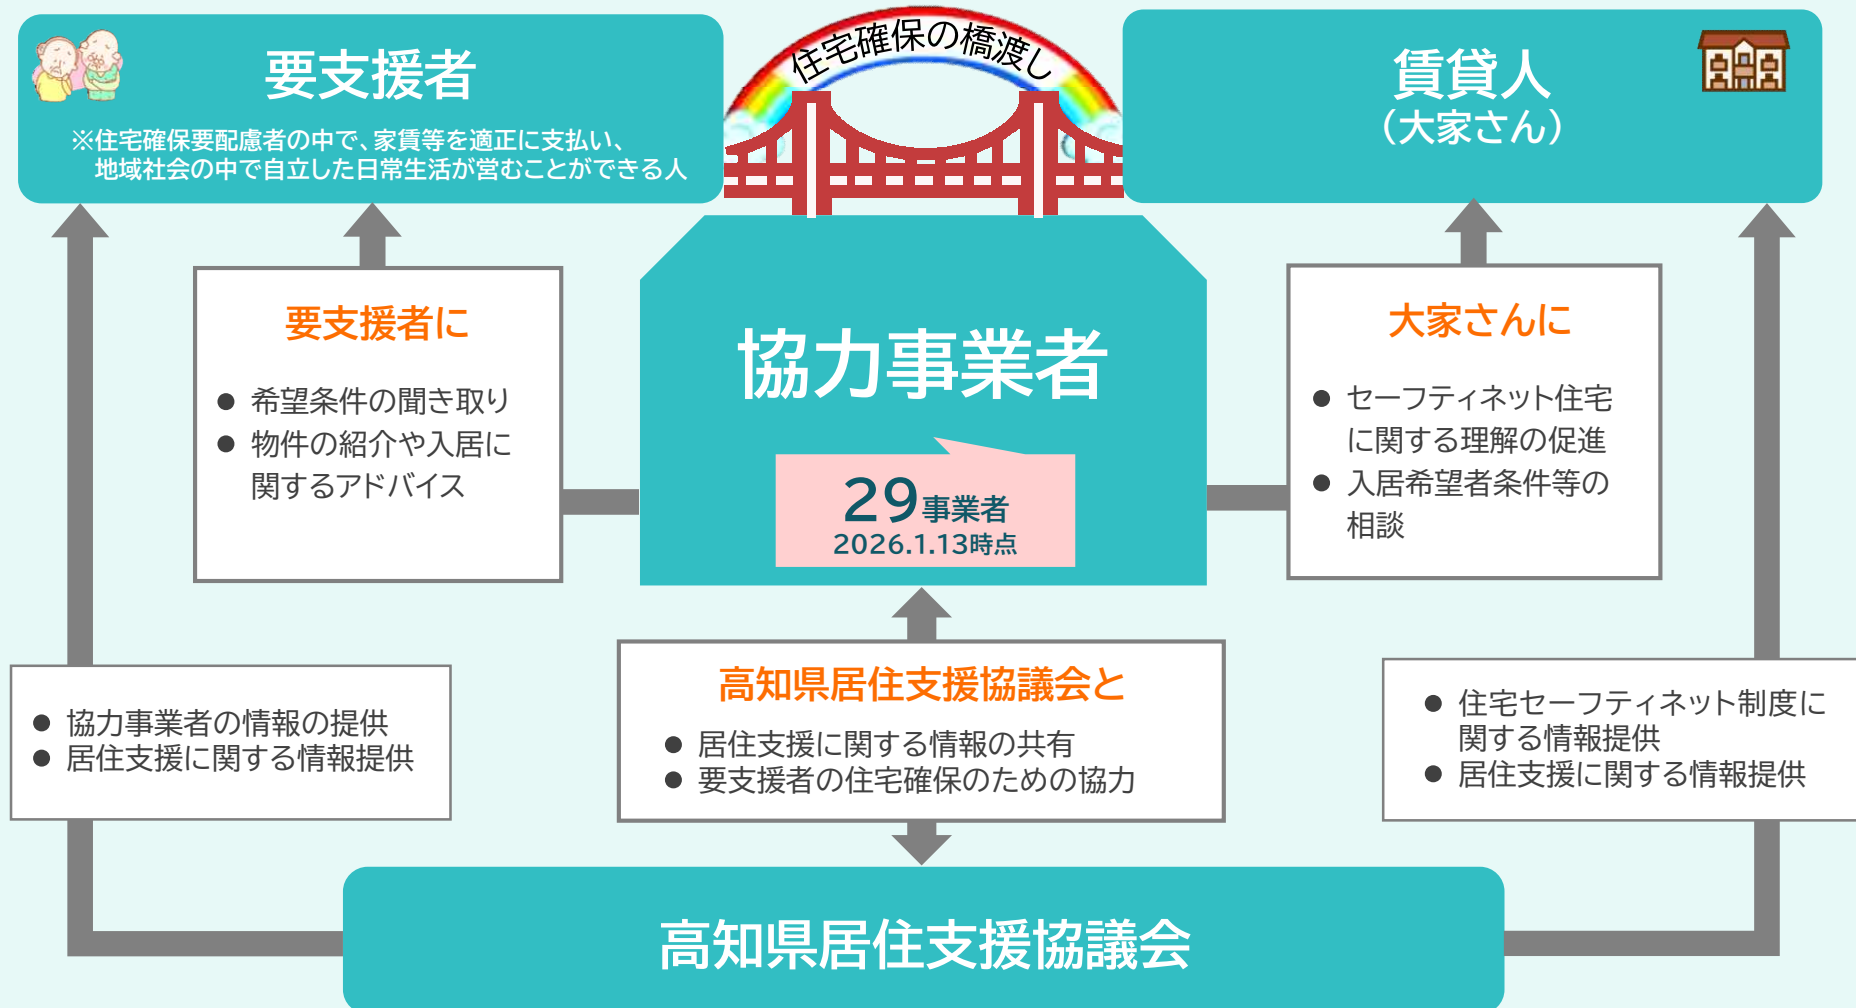 要支援者
※住宅確保要配慮者の中で、家賃等を適正に支払い、
地域社会の中で自立した日常生活が営むことができる人
住宅確保の橋渡し
賃貸人
（大家さん）
要支援者に
● 希望条件の聞き取り
● 物件の紹介や入居に
関するアドバイス
協力事業者
29事業者
2026.1.13時点
大家さんに
● セーフティネット住宅
に関する理解の促進
● 入居希望者条件等の
相談
● 協力事業者の情報の提供
● 居住支援に関する情報提供
高知県居住支援協議会と
● 居住支援に関する情報の共有
● 要支援者の住宅確保のための協力
● 住宅セーフティネット制度に
関する情報提供
● 居住支援に関する情報提供
高知県居住支援協議会